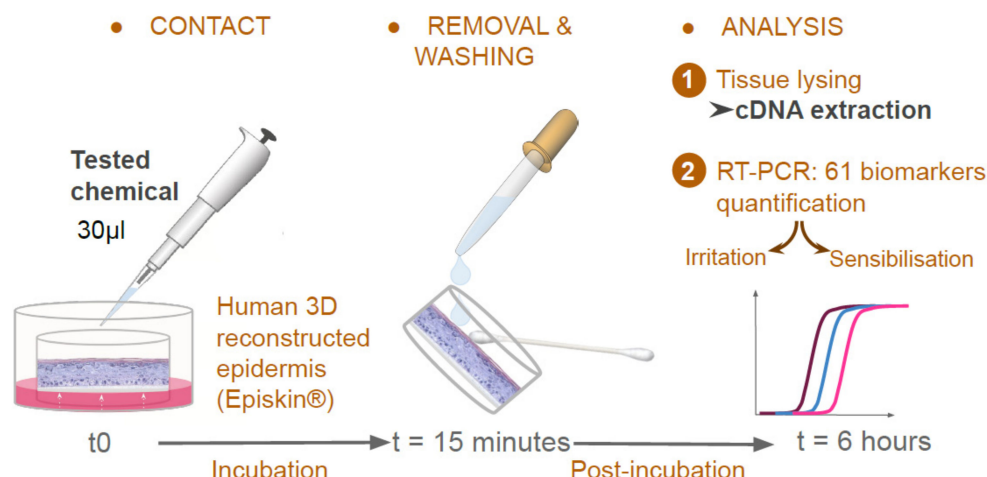 ● CONTACT
● REMOVAL &
WASHING
● ANALYSIS
1 Tissue lysing
➤cDNA extraction
2 RT-PCR: 61 biomarkers
quantification
Irritation
Sensibilisation
Tested
chemical
30µl
Human 3D
reconstructed
epidermis
(Episkin®)
t0
t = 15 minutes
t = 6 hours
Incubation
Post-incubation